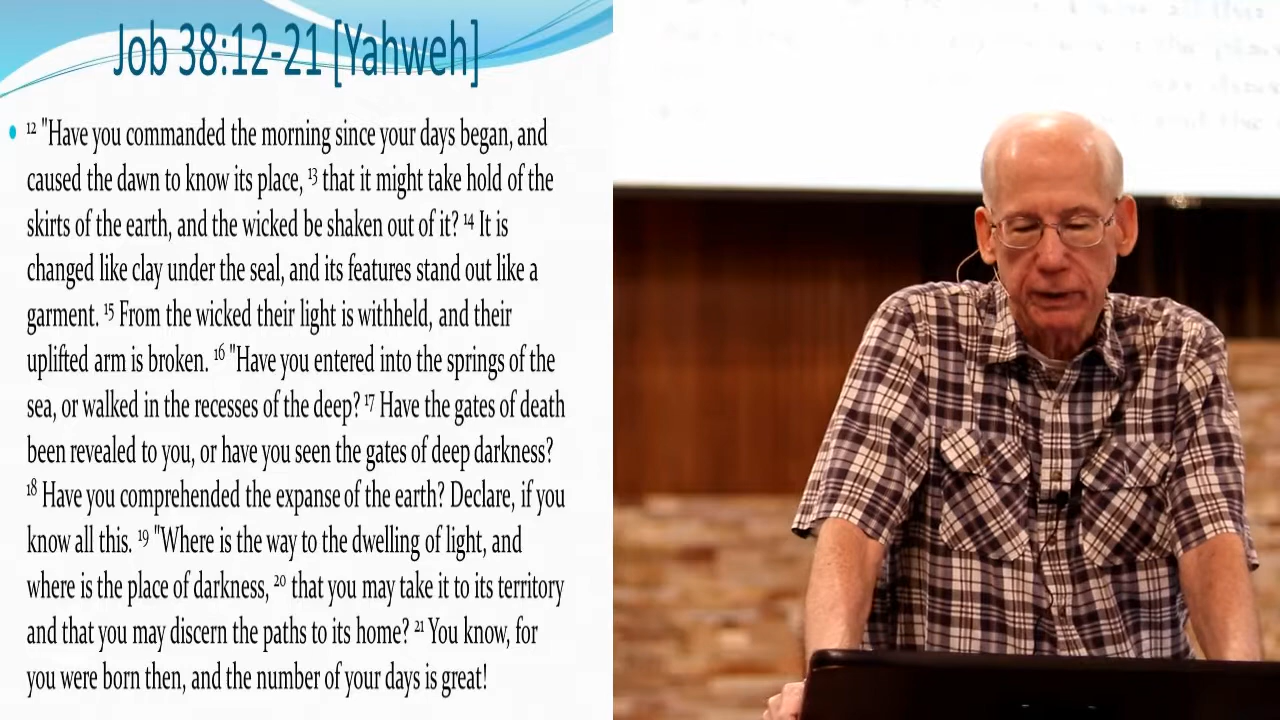 Job 38:12-21 [Yahweh]
• ¹² "Have you commanded the morning since your days began, and
caused the dawn to know its place, ¹³ that it might take hold of the
skirts of the earth, and the wicked be shaken out of it? ¹⁴ It is
changed like clay under the seal, and its features stand out like a
garment. ¹⁵ From the wicked their light is withheld, and their
uplifted arm is broken. ¹⁶ "Have you entered into the springs of the
sea, or walked in the recesses of the deep? ¹⁷ Have the gates of death
been revealed to you, or have you seen the gates of deep darkness?
¹⁸ Have you comprehended the expanse of the earth? Declare, if you
know all this. ¹⁹ "Where is the way to the dwelling of light, and
where is the place of darkness, ²⁰ that you may take it to its territory
and that you may discern the paths to its home? ²¹ You know, for
you were born then, and the number of your days is great!